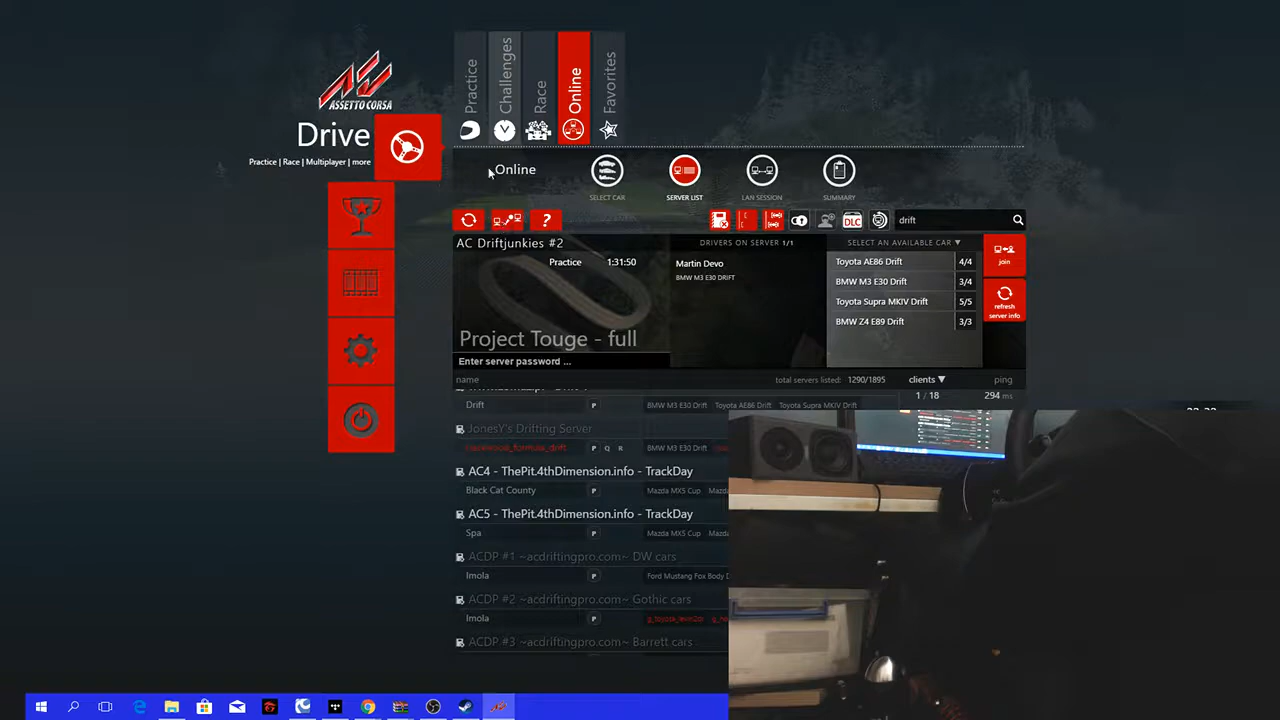 Practice
Challenges
Race
Online
Favorites
ASSETTO CORSA
Drive
Practice | Race | Multiplayer | more
Online
SELECT CAR
SERVER LIST
LAN SESSION
SUMMARY
?
DLC
drift
AC Driftjunkies #2
Practice 1:31:50
Project Touge - full
Enter server password ...
DRIVERS ON SERVER 1/1
Martin Devo
BMW M3 E30 DRIFT
SELECT AN AVAILABLE CAR ▼
Toyota AE86 Drift 4/4
BMW M3 E30 Drift 3/4
Toyota Supra MKIV Drift 5/5
BMW Z4 E89 Drift 3/3
join
refresh
server info
name total servers listed: 1290/1895 clients ▼ ping
Drift P BMW M3 E30 Drift Toyota AE86 Drift Toyota Supra MKIV Drift 1 / 18 294 ms
JonesY's Drifting Server
P Q R BMW M3 E30 Drift
AC4 - ThePit.4thDimension.info - TrackDay
Black Cat County P Mazda MX5 Cup
AC5 - ThePit.4thDimension.info - TrackDay
Spa P Mazda MX5 Cup
ACDP #1 ~acdriftingpro.com~ DW cars
Imola P Ford Mustang Fox Body
ACDP #2 ~acdriftingpro.com~ Gothic cars
Imola P
ACDP #3 ~acdriftingpro.com~ Barrett cars